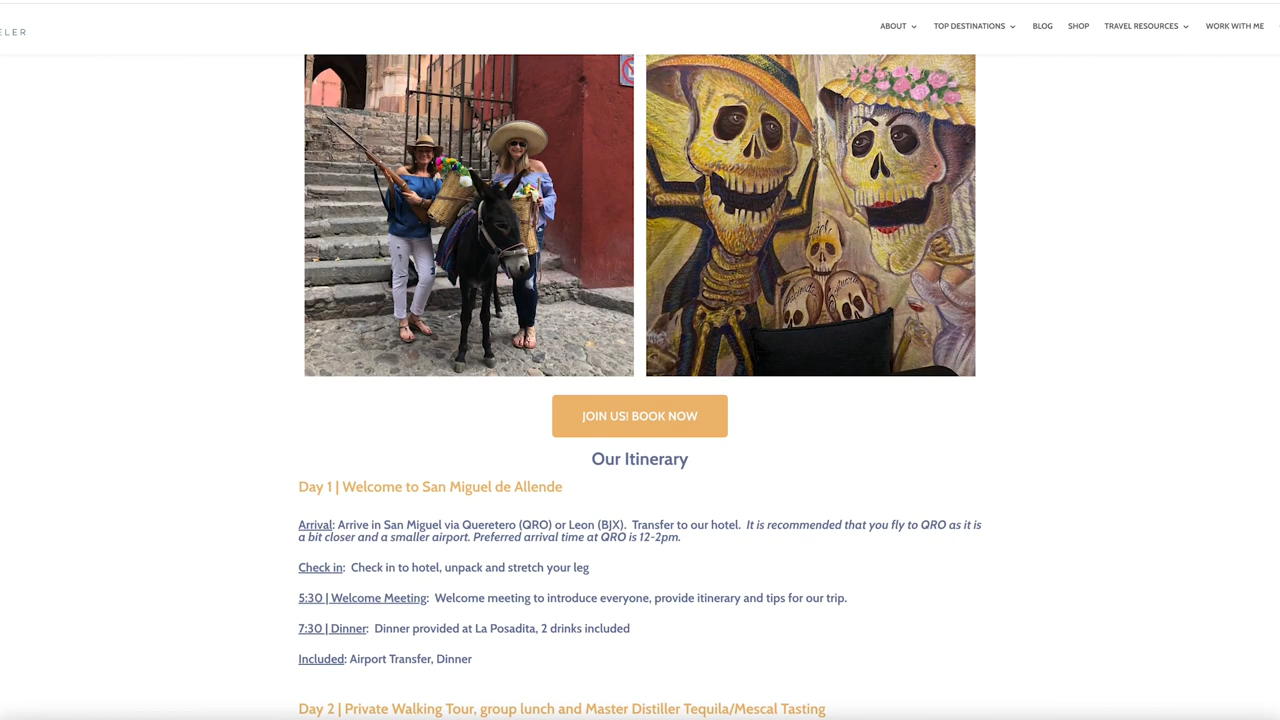 ELER
ABOUT TOP DESTINATIONS BLOG SHOP TRAVEL RESOURCES WORK WITH ME
JOIN US! BOOK NOW
Our Itinerary
Day 1 | Welcome to San Miguel de Allende
Arrival: Arrive in San Miguel via Queretero (QRO) or Leon (BJX). Transfer to our hotel. It is recommended that you fly to QRO as it is
a bit closer and a smaller airport. Preferred arrival time at QRO is 12-2pm.
Check in: Check in to hotel, unpack and stretch your leg
5:30 | Welcome Meeting: Welcome meeting to introduce everyone, provide itinerary and tips for our trip.
7:30 | Dinner: Dinner provided at La Posadita, 2 drinks included
Included: Airport Transfer, Dinner
Day 2 | Private Walking Tour, group lunch and Master Distiller Tequila/Mescal Tasting